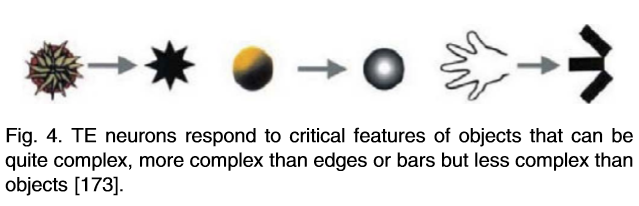 Fig. 4. TE neurons respond to critical features of objects that can be
quite complex, more complex than edges or bars but less complex than
objects [173].